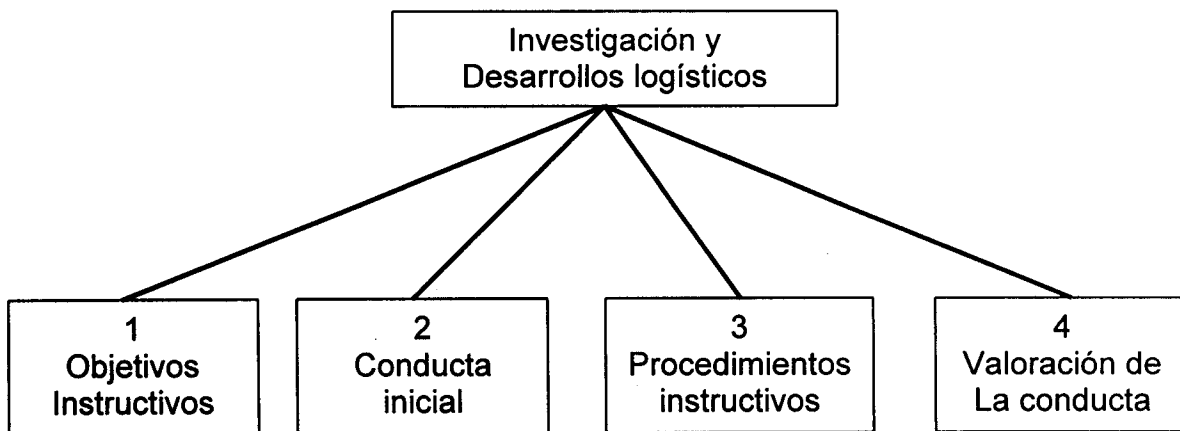 Investigación y
Desarrollos logísticos
1
Objetivos
Instructivos
2
Conducta
inicial
3
Procedimientos
instructivos
4
Valoración de
La conducta